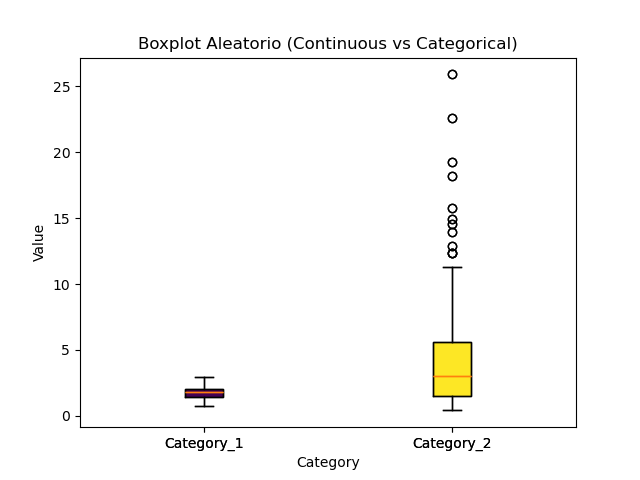 Boxplot Aleatorio (Continuous vs Categorical)
25
20
15
10
5
0
Value
Category_1
Category_2
Category